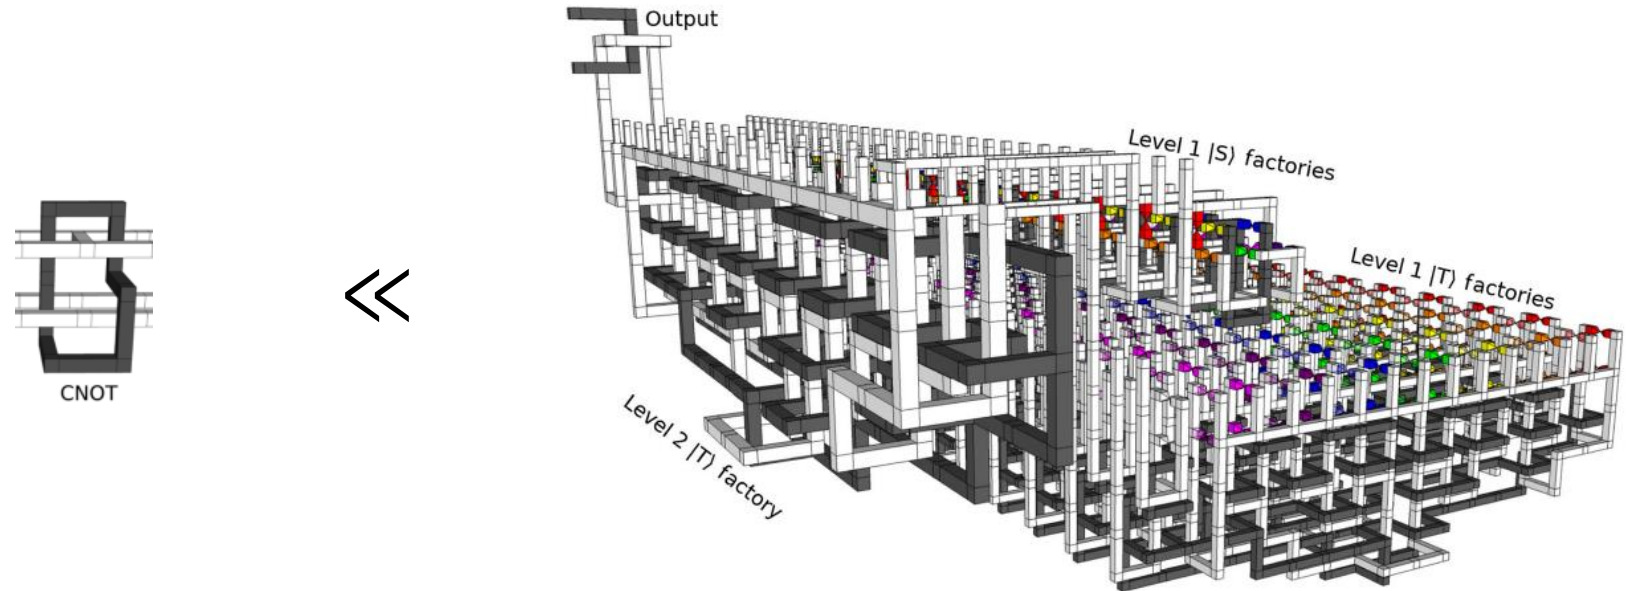 Output
Level 1 |S⟩ factories
Level 1 |T⟩ factories
CNOT
≪
Level 2 |T⟩ factory